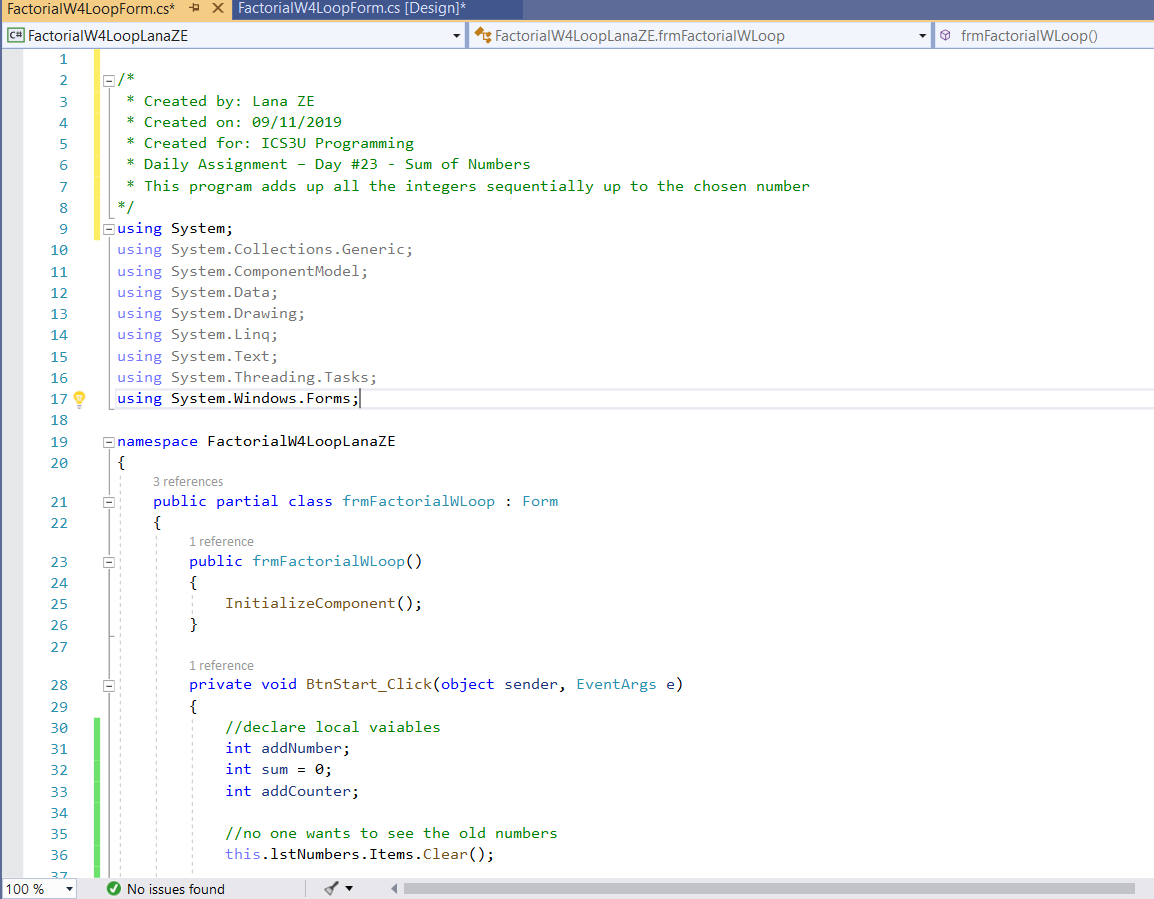 FactorialW4LoopForm.cs* FactorialW4LoopForm.cs [Design]*
C# FactorialW4LoopLanaZE FactorialW4LoopLanaZE.frmFactorialWLoop frmFactorialWLoop()
1
2 /*
3 * Created by: Lana ZE
4 * Created on: 09/11/2019
5 * Created for: ICS3U Programming
6 * Daily Assignment – Day #23 - Sum of Numbers
7 * This program adds up all the integers sequentially up to the chosen number
8 */
9 using System;
10 using System.Collections.Generic;
11 using System.ComponentModel;
12 using System.Data;
13 using System.Drawing;
14 using System.Linq;
15 using System.Text;
16 using System.Threading.Tasks;
17 using System.Windows.Forms;
18
19 namespace FactorialW4LoopLanaZE
20 {
3 references
21 public partial class frmFactorialWLoop : Form
22 {
1 reference
23 public frmFactorialWLoop()
24 {
25 InitializeComponent();
26 }
27
1 reference
28 private void BtnStart_Click(object sender, EventArgs e)
29 {
30 //declare local vaiables
31 int addNumber;
32 int sum = 0;
33 int addCounter;
34
35 //no one wants to see the old numbers
36 this.lstNumbers.Items.Clear();
37
100 % No issues found